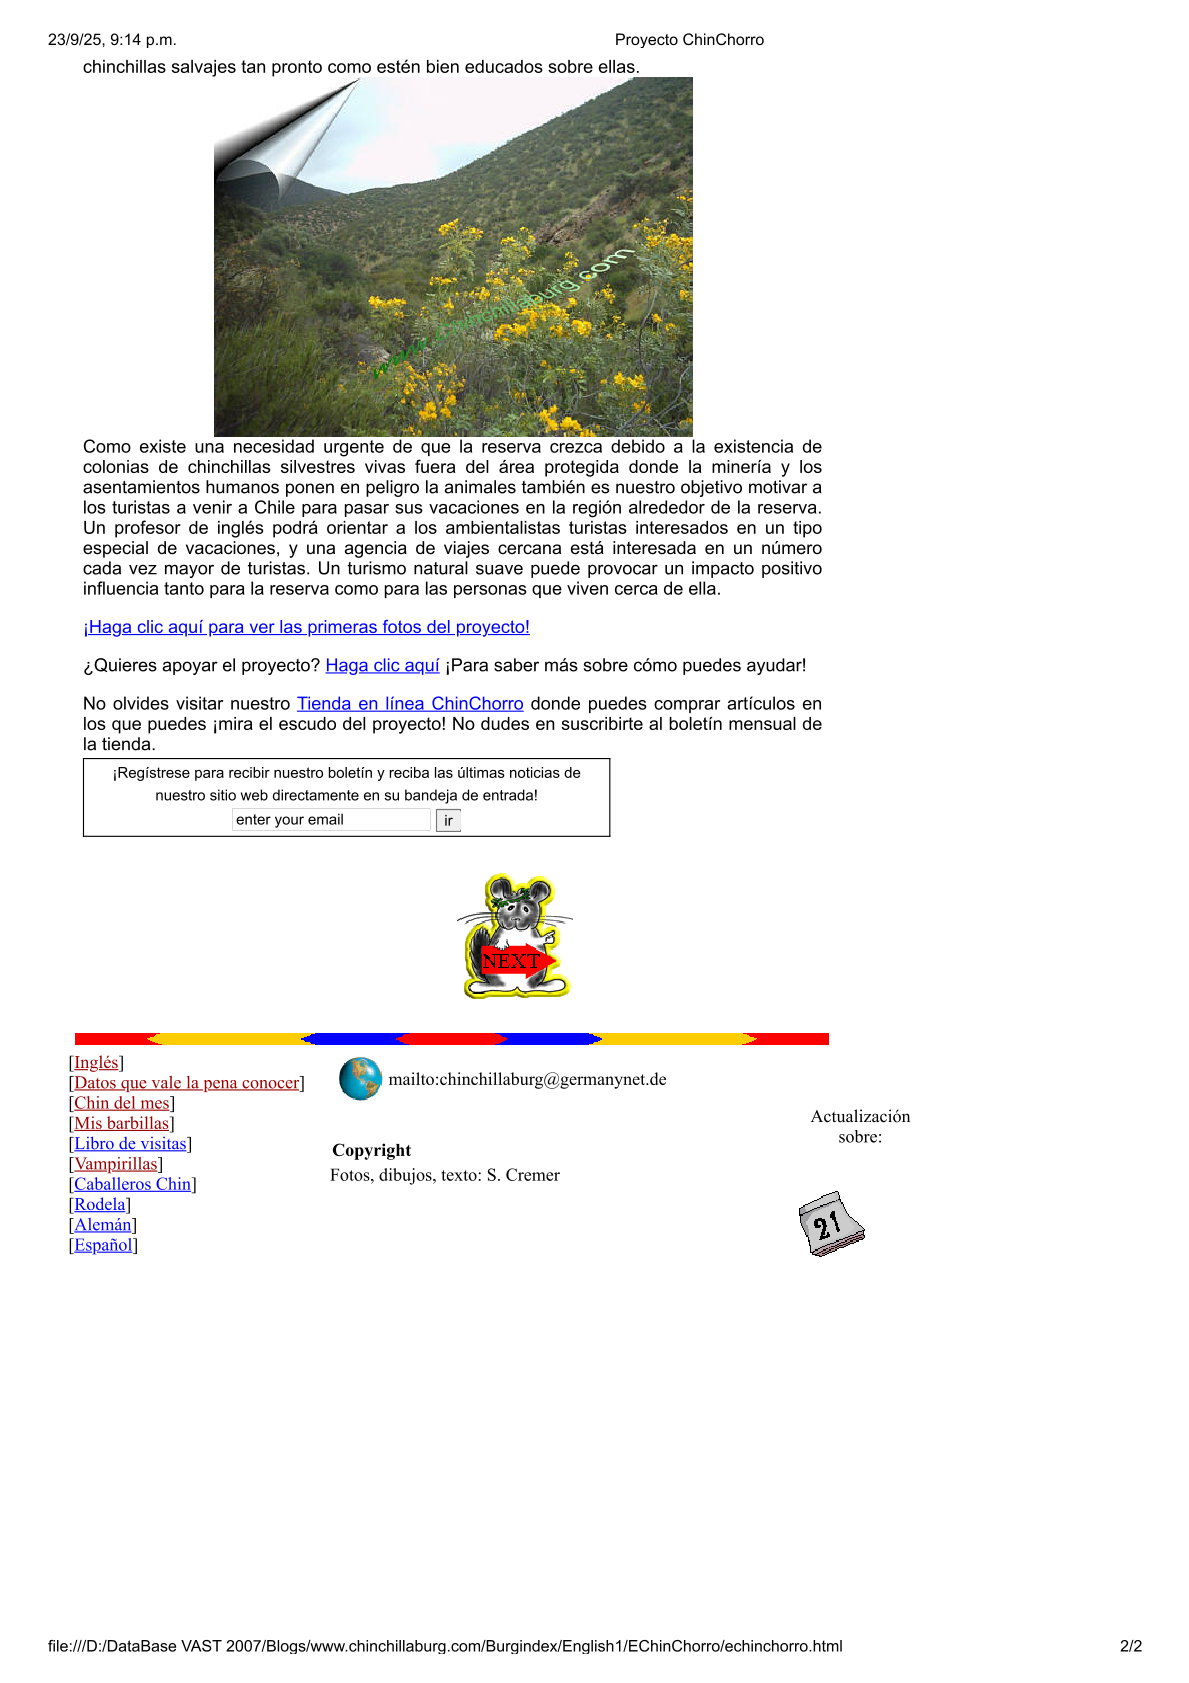 23/9/25, 9:14 p.m.
Proyecto ChinChorro
chinchillas salvajes tan pronto como estén bien educados sobre ellas.
www.Chinchillaburg.com
Como existe una necesidad urgente de que la reserva crezca debido a la existencia de
colonias de chinchillas silvestres vivas fuera del área protegida donde la minería y los
asentamientos humanos ponen en peligro la animales también es nuestro objetivo motivar a
los turistas a venir a Chile para pasar sus vacaciones en la región alrededor de la reserva.
Un profesor de inglés podrá orientar a los ambientalistas turistas interesados en un tipo
especial de vacaciones, y una agencia de viajes cercana está interesada en un número
cada vez mayor de turistas. Un turismo natural suave puede provocar un impacto positivo
influencia tanto para la reserva como para las personas que viven cerca de ella.
¡Haga clic aquí para ver las primeras fotos del proyecto!
¿Quieres apoyar el proyecto? Haga clic aquí ¡Para saber más sobre cómo puedes ayudar!
No olvides visitar nuestro Tienda en línea ChinChorro donde puedes comprar artículos en
los que puedes ¡mira el escudo del proyecto! No dudes en suscribirte al boletín mensual de
la tienda.
¡Regístrese para recibir nuestro boletín y reciba las últimas noticias de
nuestro sitio web directamente en su bandeja de entrada!
enter your email ir
NEXT
[Inglés]
[Datos que vale la pena conocer]
[Chin del mes]
[Mis barbillas]
[Libro de visitas]
[Vampirillas]
[Caballeros Chin]
[Rodela]
[Alemán]
[Español]
mailto:chinchillaburg@germanynet.de
Copyright
Fotos, dibujos, texto: S. Cremer
Actualización
sobre:
21
file:///D:/DataBase VAST 2007/Blogs/www.chinchillaburg.com/Burgindex/English1/EChinChorro/echinchorro.html
2/2